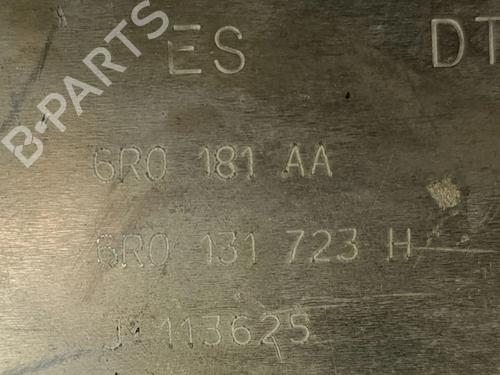 B-PARTS
ES DT
6R0 181 AA
6R0 131 723 H
J 113625